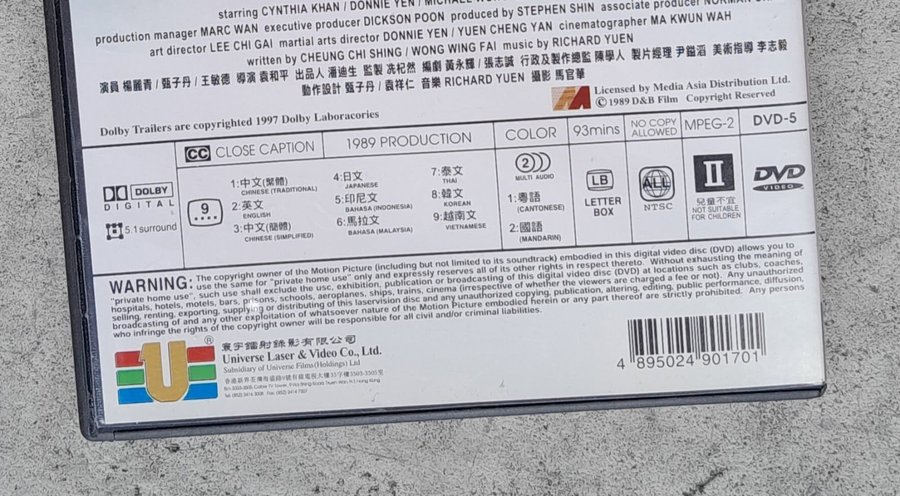 starring CYNTHIA KHAN / DONNIE YEN / MICHAEL
production manager MARC WAN executive producer DICKSON POON produced by STEPHEN SHIN associate producer NORMAN
art director LEE CHI GAI martial arts director DONNIE YEN / YUEN CHENG YAN cinematographer MA KWUN WAH
written by CHEUNG CHI SHING / WONG WING FAI music by RICHARD YUEN
演員 楊麗青 / 甄子丹 / 王敏德 導演 袁和平 出品人 潘迪生 監製 冼杞然 編劇 黃永輝 / 張志誠 行政及製作總監 陳學人 製片經理 尹鎰滔 美術指導 李志毅
動作設計 甄子丹 / 袁祥仁 音樂 RICHARD YUEN 攝影 馬官華
Licensed by Media Asia Distribution Ltd.
©1989 D&B Film Copyright Reserved
Dolby Trailers are copyrighted 1997 Dolby Laboracories
CC CLOSE CAPTION
1989 PRODUCTION
COLOR
93mins
NO COPY ALLOWED
MPEG-2
DVD-5
DOLBY
DIGITAL
5.1surround
9
1:中文(繁體)
CHINESE (TRADITIONAL)
2:英文
ENGLISH
3:中文(簡體)
CHINESE (SIMPLIFIED)
4:日文
JAPANESE
5:印尼文
BAHASA (INDONESIA)
6:馬拉文
BAHASA (MALAYSIA)
7:泰文
THAI
8:韓文
KOREAN
9:越南文
VIETNAMESE
2
MULTI AUDIO
1:粵語
(CANTONESE)
2:國語
(MANDARIN)
LB
LETTER
BOX
ALL
NTSC
II
兒童不宜
NOT SUITABLE
FOR CHILDREN
DVD
VIDEO
WARNING: The copyright owner of the Motion Picture (including but not limited to its soundtrack) embodied in this digital video disc (DVD) allows you to
use the same for "private home use" only and expressly reserves all of its other rights in respect thereto. Without exhausting the meaning of
"private home use", such use shall exclude the use, exhibition, publication or broadcasting of this digital video disc (DVD) at locations such as clubs, coaches,
hospitals, hotels, motels, bars, prisons, schools, aeroplanes, ships, trains, cinema (irrespective of whether the viewers are charged a fee or not). Any unauthorized
selling, renting, exporting, supplying or distributing of this laservision disc and any unauthorized copying, updating, altering, editing, public performance, diffusion,
broadcasting of and any other exploitation of whatsoever nature of the Motion Picture embodied herein or any part thereof are strictly prohibited. Any persons
who infringe the rights of the copyright owner will be responsible for all civil and/or criminal liabilities.
U
®
寰宇鐳射錄影有限公司
Universe Laser & Video Co., Ltd.
Subsidiary of Universe Films (Holdings) Ltd
4 895024 901701